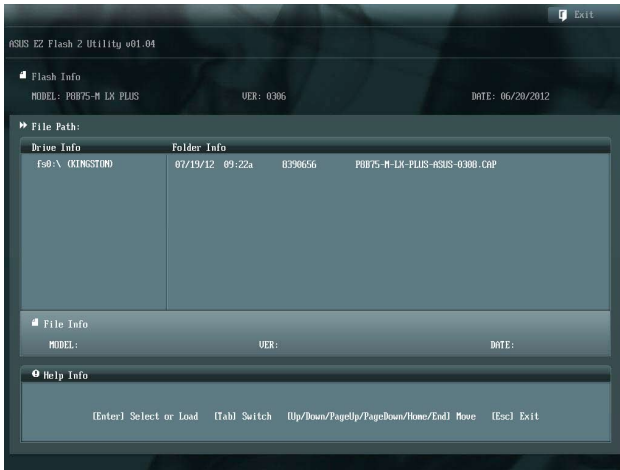 Exit
ASUS EZ Flash 2 Utility v01.04
Flash Info
MODEL: P8B75-M LX PLUS VER: 0306 DATE: 06/20/2012
File Path:
Drive Info Folder Info
fs0:\ (KINGSTON) 07/19/12 09:22a 8390656 P8B75-M-LX-PLUS-ASUS-0308.CAP
File Info
MODEL: VER: DATE:
Help Info
[Enter] Select or Load [Tab] Switch [Up/Down/PageUp/PageDown/Home/End] Move [Esc] Exit